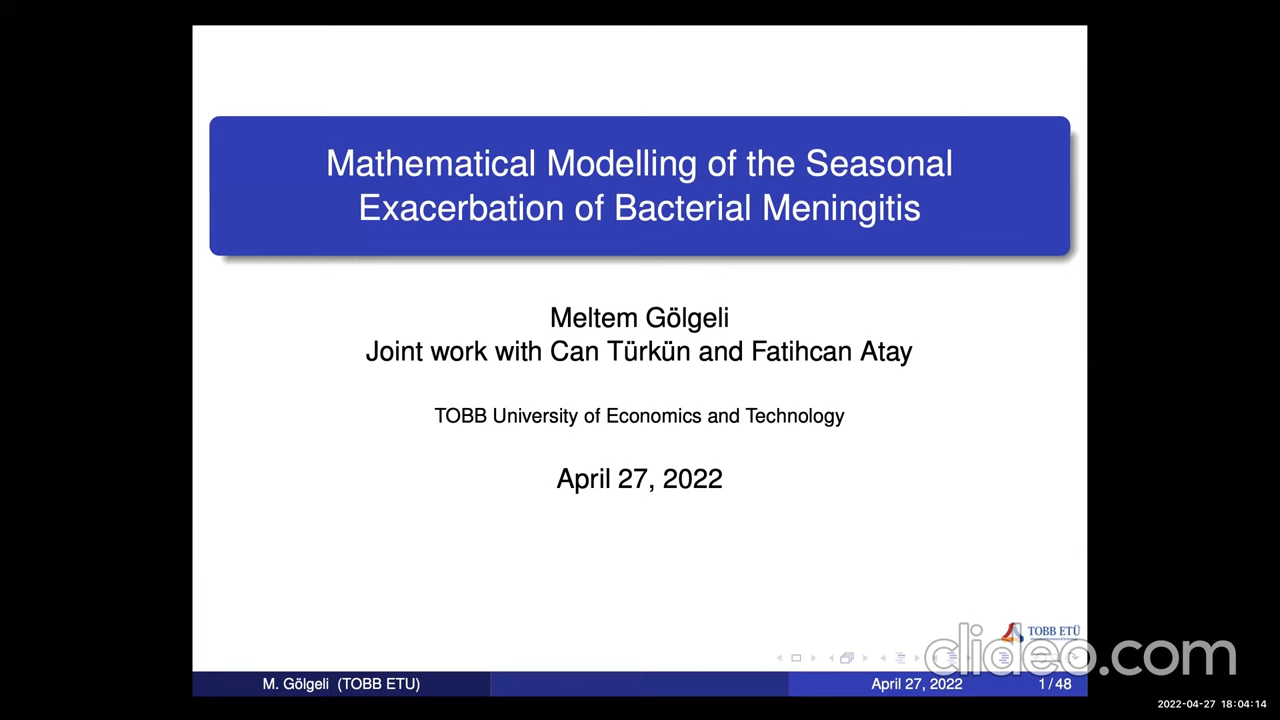 Mathematical Modelling of the Seasonal
Exacerbation of Bacterial Meningitis
Meltem Gölgeli
Joint work with Can Türkün and Fatihcan Atay
TOBB University of Economics and Technology
April 27, 2022
TOBB ETÜ
clideo.com
M. Gölgeli (TOBB ETU)
April 27, 2022
1 / 48
2022-04-27 18:04:14